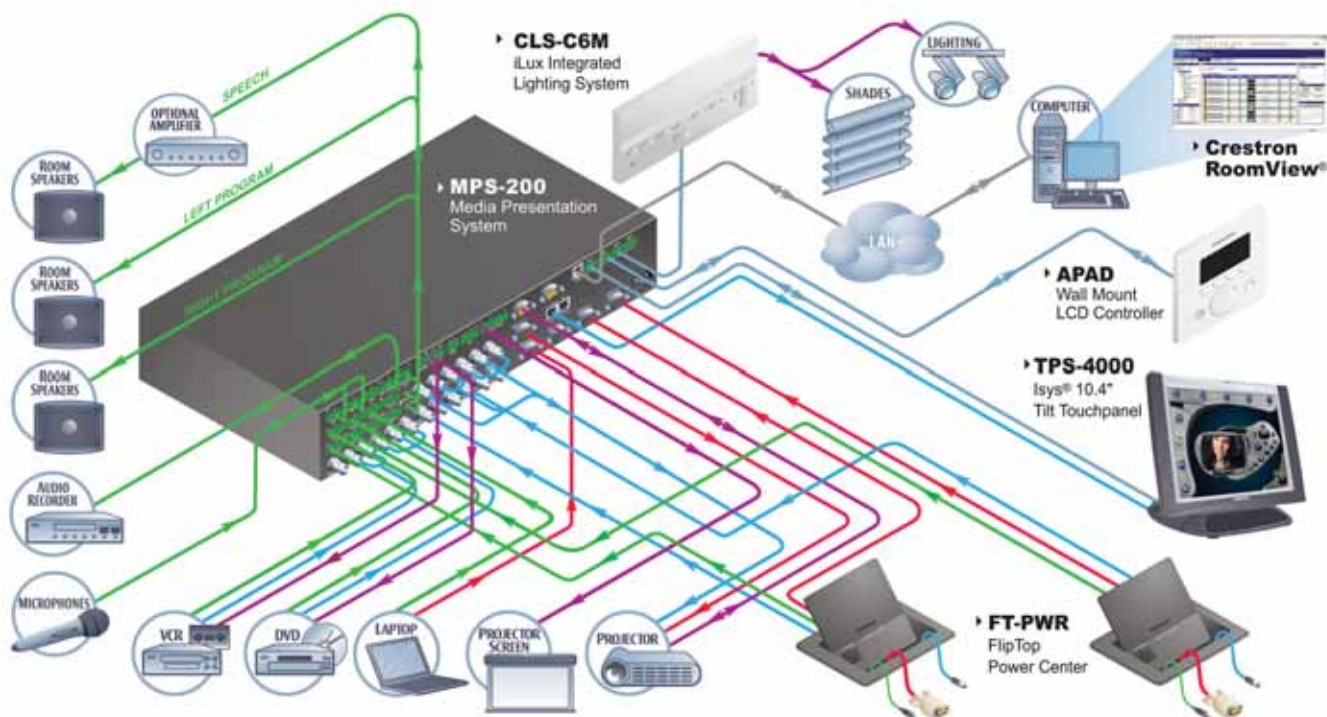 CLS-C6M
iLux Integrated
Lighting System
LIGHTING
SHADES
COMPUTER
Crestron
RoomView®
SPEECH
OPTIONAL
AMPLIFIER
ROOM
SPEAKERS
LEFT PROGRAM
MPS-200
Media Presentation
System
LAN
ROOM
SPEAKERS
RIGHT PROGRAM
APAD
Wall Mount
LCD Controller
ROOM
SPEAKERS
TPS-4000
Isys® 10.4"
Tilt Touchpanel
AUDIO
RECORDER
MICROPHONES
VCR
DVD
LAPTOP
PROJECTOR
SCREEN
PROJECTOR
FT-PWR
FlipTop
Power Center